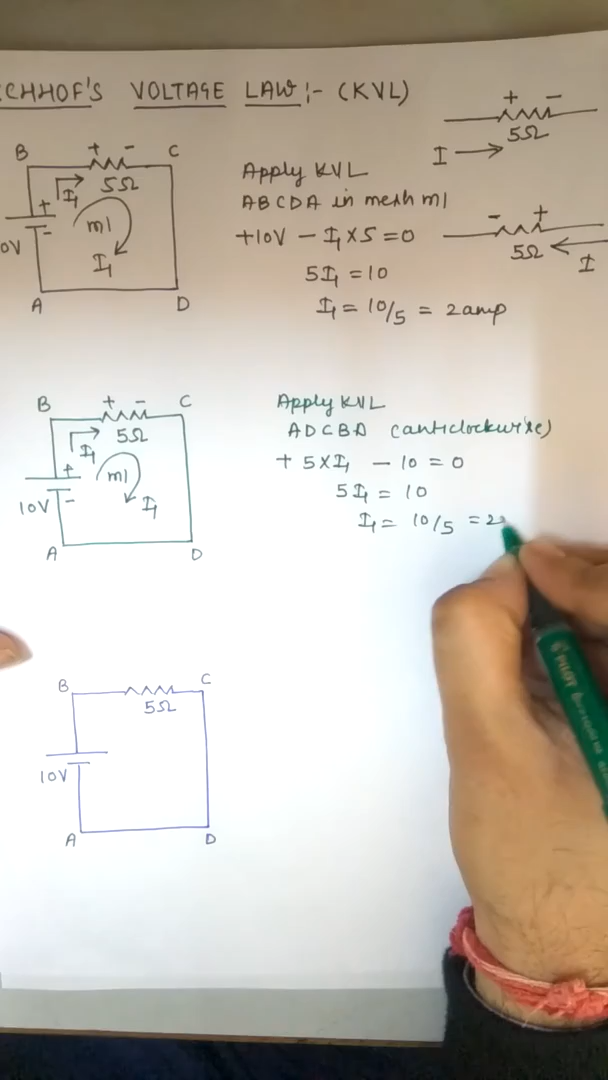 CHHOF'S VOLTAGE LAW :- (KVL)
+ -
5Ω
I
B + - C
5Ω
I₁
+
-
m1
I₁
0V
A D
Apply KVL
ABCDA in mesh m1
+10V - I₁×5=0
5I₁ = 10
I₁ = 10/5 = 2amp
- +
5Ω
I
B + - C
5Ω
I₁
+
-
m1
I₁
10V
A D
Apply KVL
ADCBA (anticlockwise)
+ 5×I₁ - 10 = 0
5I₁ = 10
I₁ = 10/5 = 2
B C
5Ω
10V
A D
PILOT